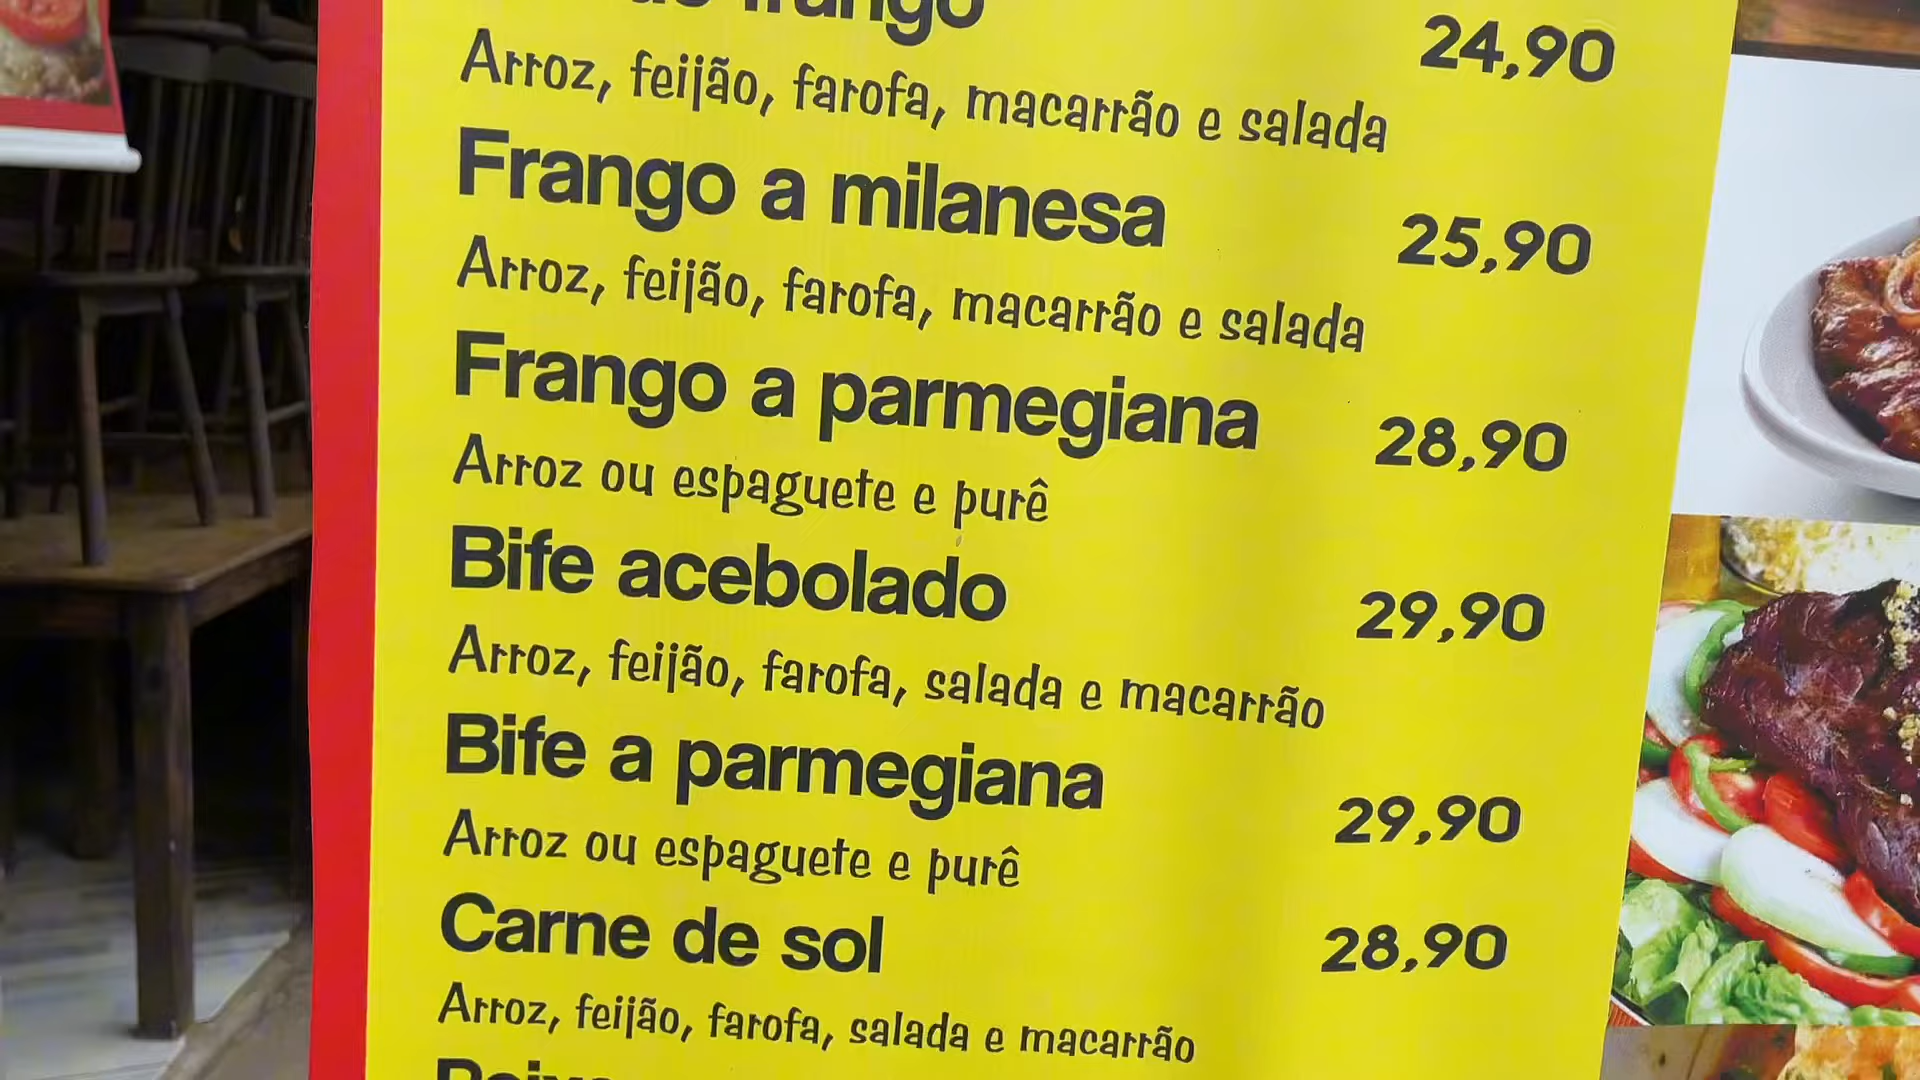 frango 24,90
Arroz, feijão, farofa, macarrão e salada
Frango a milanesa 25,90
Arroz, feijão, farofa, macarrão e salada
Frango a parmegiana 28,90
Arroz ou espaguete e purê
Bife acebolado 29,90
Arroz, feijão, farofa, salada e macarrão
Bife a parmegiana 29,90
Arroz ou espaguete e purê
Carne de sol 28,90
Arroz, feijão, farofa, salada e macarrão